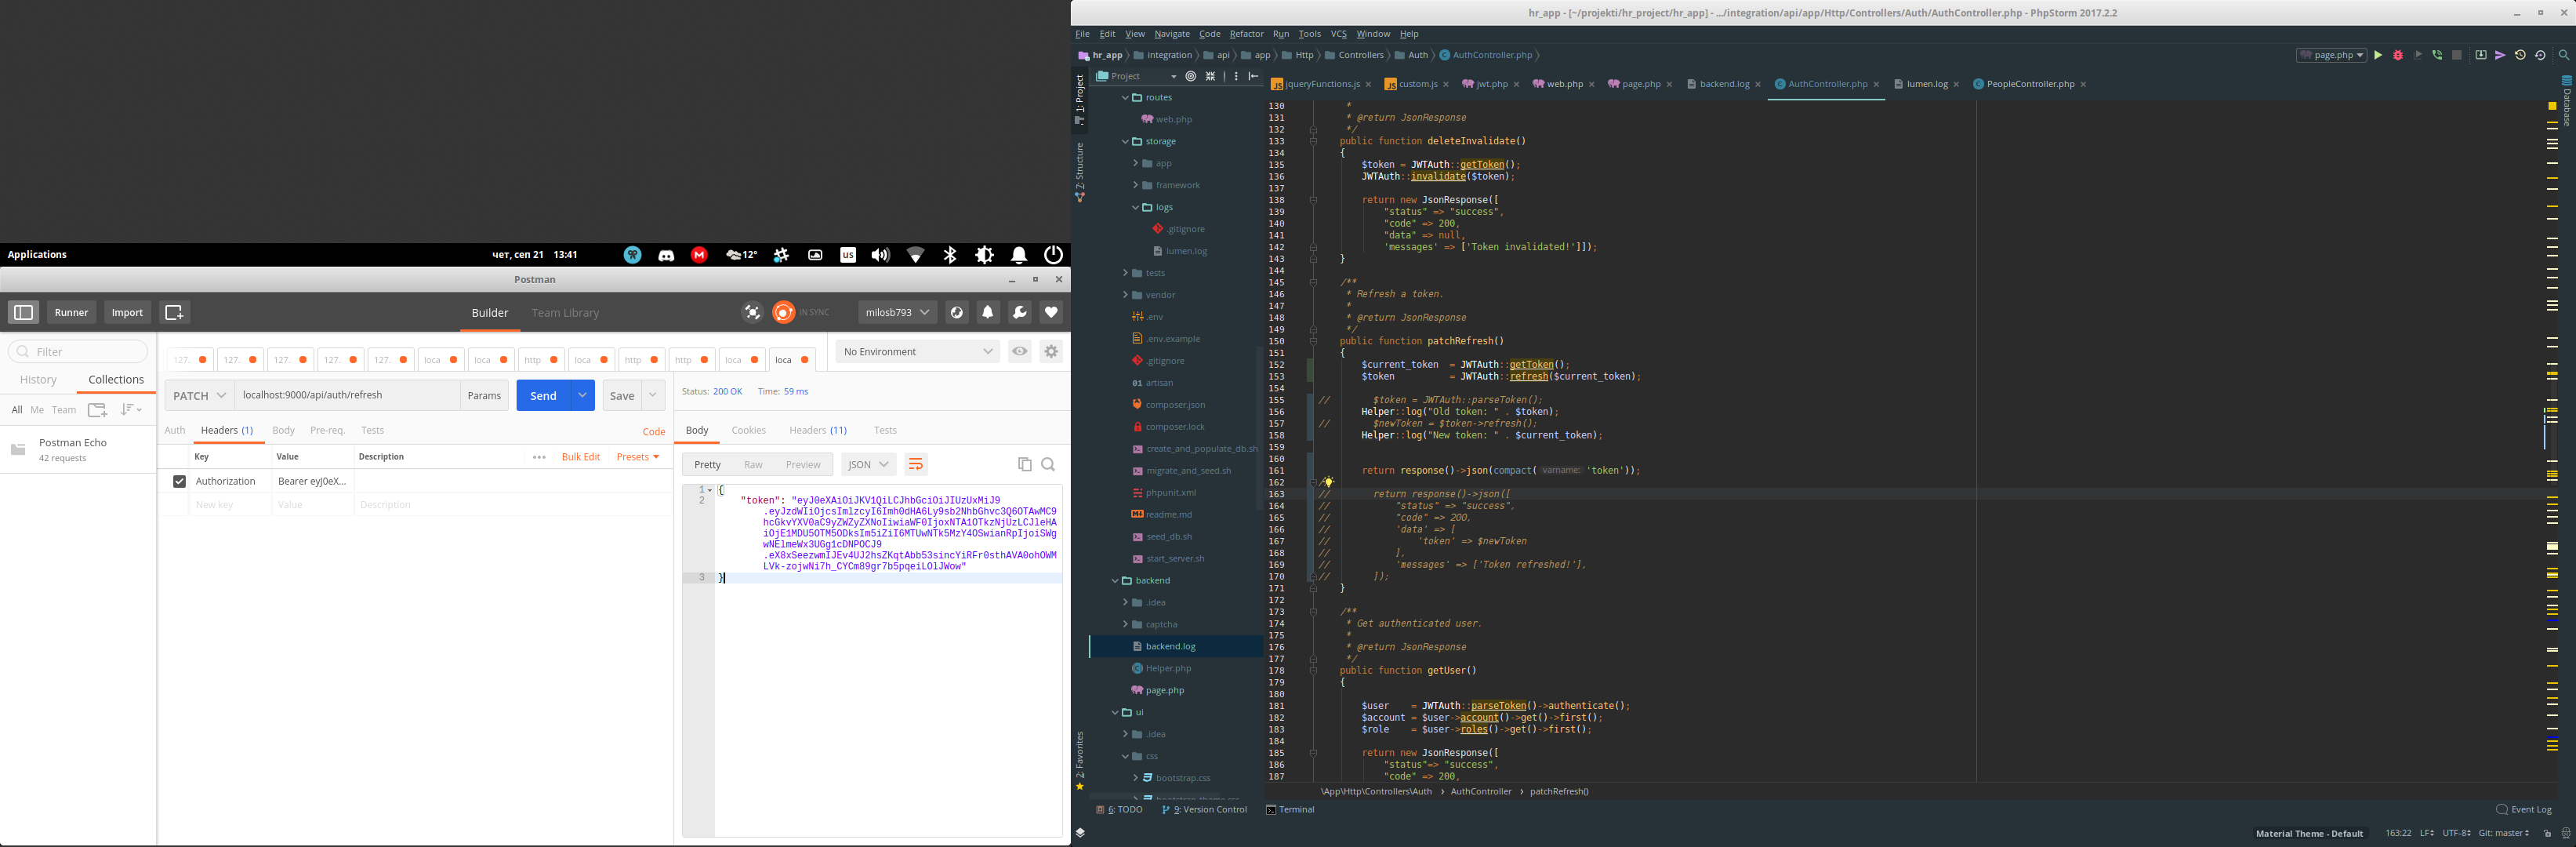 Applications
чет, сеп 21 13:41
12°
us
Postman
Runner
Import
Builder
Team Library
IN SYNC
milosb793
Filter
History
Collections
All Me Team
Postman Echo
42 requests
127.
127.
127.
127.
127.
loca
loca
http
loca
http
http
loca
loca
No Environment
PATCH
localhost:9000/api/auth/refresh
Params
Send
Save
Auth
Headers (1)
Body
Pre-req.
Tests
Code
Key
Value
Description
Bulk Edit
Presets
Authorization
Bearer eyJ0eX...
New key
Value
Description
Status: 200 OK Time: 59 ms
Body
Cookies
Headers (11)
Tests
Pretty
Raw
Preview
JSON
1 {
2 "token": "eyJ0eXAiOiJKV1QiLCJhbGciOiJIUzUxMiJ9
3 }
hr_app - [~/projekti/hr_project/hr_app] - .../integration/api/app/Http/Controllers/Auth/AuthController.php - PhpStorm 2017.2.2
File Edit View Navigate Code Refactor Run Tools VCS Window Help
hr_app
integration
api
app
Http
Controllers
Auth
AuthController.php
page.php
Project
jqueryFunctions.js
custom.js
jwt.php
web.php
page.php
backend.log
AuthController.php
lumen.log
PeopleController.php
1: Project
7: Structure
2: Favorites
Database
routes
web.php
storage
app
framework
logs
.gitignore
lumen.log
tests
vendor
.env
.env.example
.gitignore
artisan
composer.json
composer.lock
create_and_populate_db.sh
migrate_and_seed.sh
phpunit.xml
readme.md
seed_db.sh
start_server.sh
backend
.idea
captcha
backend.log
Helper.php
page.php
ui
.idea
css
bootstrap.css
130 *
131 * @return JsonResponse
132 */
133 public function deleteInvalidate()
134 {
135 $token = JWTAuth::getToken();
136 JWTAuth::invalidate($token);
137
138 return new JsonResponse([
139 "status" => "success",
140 "code" => 200,
141 "data" => null,
142 'messages' => ['Token invalidated!']]);
143 }
144
145 /**
146 * Refresh a token.
147 *
148 * @return JsonResponse
149 */
150 public function patchRefresh()
151 {
152 $current_token = JWTAuth::getToken();
153 $token = JWTAuth::refresh($current_token);
154
155 // $token = JWTAuth::parseToken();
156 Helper::log("Old token: " . $token);
157 // $newToken = $token->refresh();
158 Helper::log("New token: " . $current_token);
159
160
161 return response()->json(compact( varname: 'token'));
162
163 // return response()->json([
164 // "status" => "success",
165 // "code" => 200,
166 // 'data' => [
167 // 'token' => $newToken
168 // ],
169 // 'messages' => ['Token refreshed!'],
170 // ]);
171 }
172
173 /**
174 * Get authenticated user.
175 *
176 * @return JsonResponse
177 */
178 public function getUser()
179 {
180
181 $user = JWTAuth::parseToken()->authenticate();
182 $account = $user->account()->get()->first();
183 $role = $user->roles()->get()->first();
184
185 return new JsonResponse([
186 "status"=> "success",
187 "code" => 200,
\App\Http\Controllers\Auth › AuthController › patchRefresh()
6: TODO
9: Version Control
Terminal
Event Log
Material Theme - Default
163:22
LF
UTF-8
Git: master